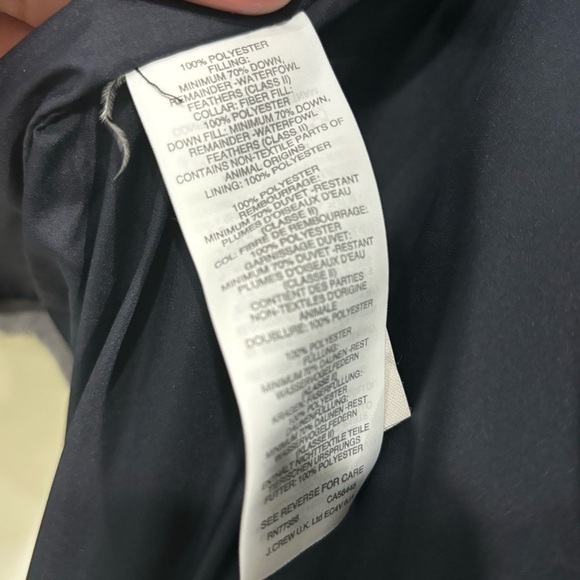 100% POLYESTER
FILLING:
MINIMUM 70% DOWN,
REMAINDER -WATERFOWL
FEATHERS (CLASS II)
COLLAR: FIBER FILL:
100% POLYESTER
DOWN FILL: MINIMUM 70% DOWN,
REMAINDER -WATERFOWL
FEATHERS (CLASS II)
CONTAINS NON-TEXTILE PARTS OF
ANIMAL ORIGINS
LINING: 100% POLYESTER
100% POLYESTER
REMBOURRAGE:
MINIMUM 70% DUVET -RESTANT
PLUMES D'OISEAUX D'EAU
(CLASSE II)
COL: FIBRE DE REMBOURRAGE:
100% POLYESTER
GARNISSAGE DUVET:
MINIMUM 70% DUVET -RESTANT
PLUMES D'OISEAUX D'EAU
(CLASSE II)
CONTIENT DES PARTIES
NON-TEXTILES D'ORIGINE
ANIMALE
DOUBLURE: 100% POLYESTER
100% POLYESTER
FÜLLUNG:
MINIMUM 70% DAUNEN -REST
WASSERVOGELFEDERN
(KLASSE II)
KRAGEN FASERFÜLLUNG:
100% POLYESTER
DAUNENFÜLLUNG:
MINIMUM 70% DAUNEN -REST
WASSERVOGELFEDERN
(KLASSE II)
ENTHÄLT NICHTTEXTILE TEILE
TIERISCHEN URSPRUNGS
FUTTER: 100% POLYESTER
SEE REVERSE FOR CARE
RN77388 CA56448
J.CREW U.K. Ltd EC4V